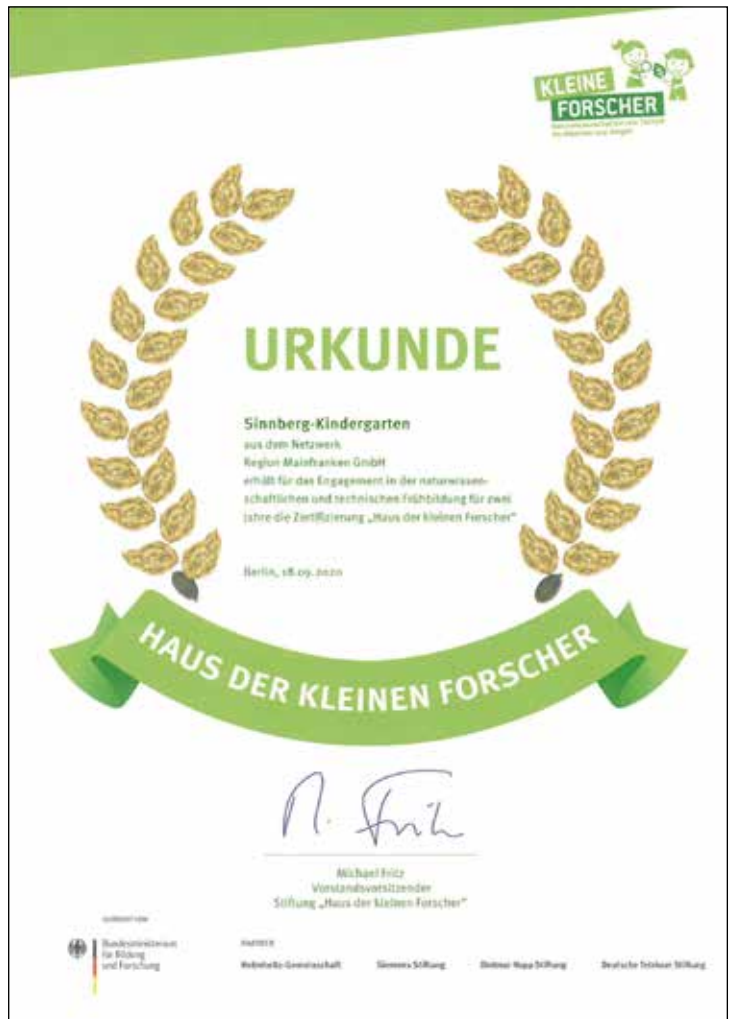 KLEINE
FORSCHER
URKUNDE
Sinnberg-Kindergarten
aus dem Netzwerk
Region Mainfranken GmbH
erhält für das Engagement in der naturwissen-
schaftlichen und technischen Frühbildung für zwei
Jahre die Zertifizierung „Haus der kleinen Forscher“
Berlin, 18.09.2020
HAUS DER KLEINEN FORSCHER
Michael Fritz
Vorstandsvorsitzender
Stiftung „Haus der kleinen Forscher“
Bundesministerium
für Bildung
und Forschung
PARTNER
Helmholtz-Gemeinschaft Siemens Stiftung Dietmar Hopp Stiftung Deutsche Telekom Stiftung